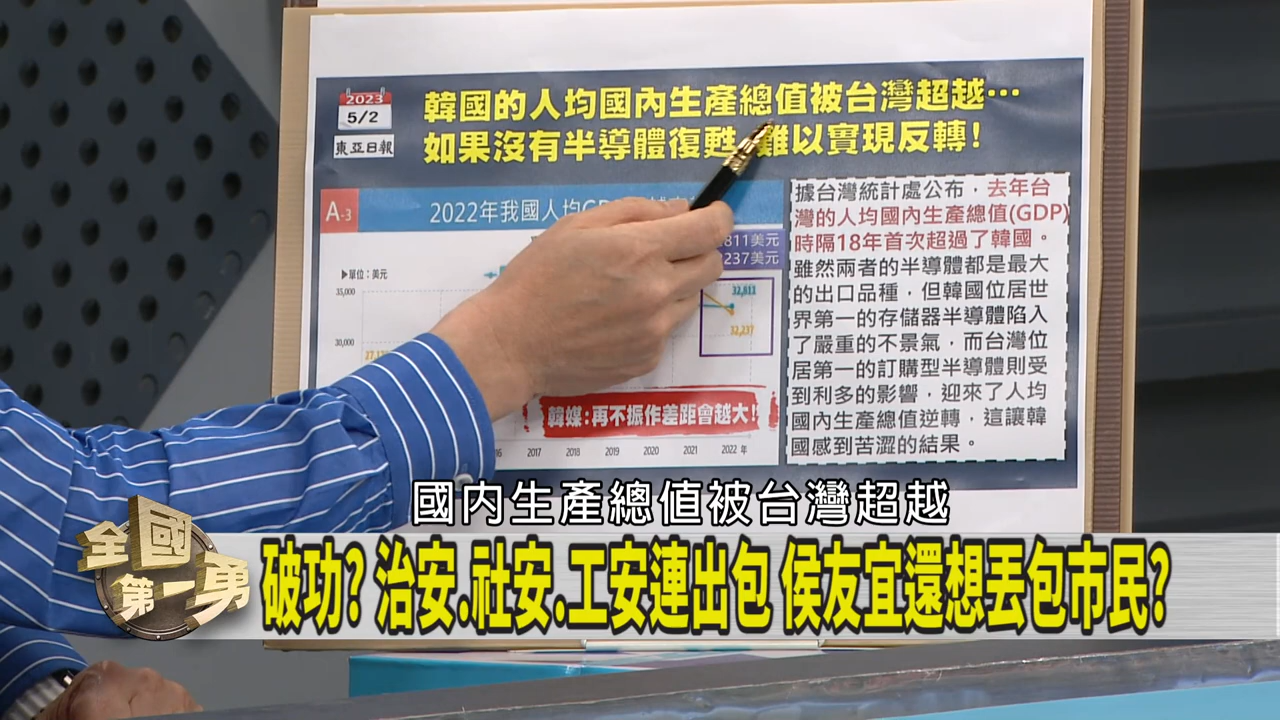 2023
5/2
東亞日報
韓國的人均國內生產總值被台灣超越…
如果沒有半導體復甦 難以實現反轉!
A-3
2022年我國人均
811美元
237美元
▶單位:美元
35,000
30,000
32,811
32,237
韓媒:再不振作差距會越大!
2017
2018
2019
2020
2021
2022 年
據台灣統計處公布,去年台
灣的人均國內生產總值(GDP)
時隔18年首次超過了韓國。
雖然兩者的半導體都是最大
的出口品種,但韓國位居世
界第一的存儲器半導體陷入
了嚴重的不景氣,而台灣位
居第一的訂購型半導體則受
到利多的影響,迎來了人均
國內生產總值逆轉,這讓韓
國感到苦澀的結果。
國內生產總值被台灣超越
全國第一勇
破功? 治安.社安.工安連出包 侯友宜還想丟包市民?